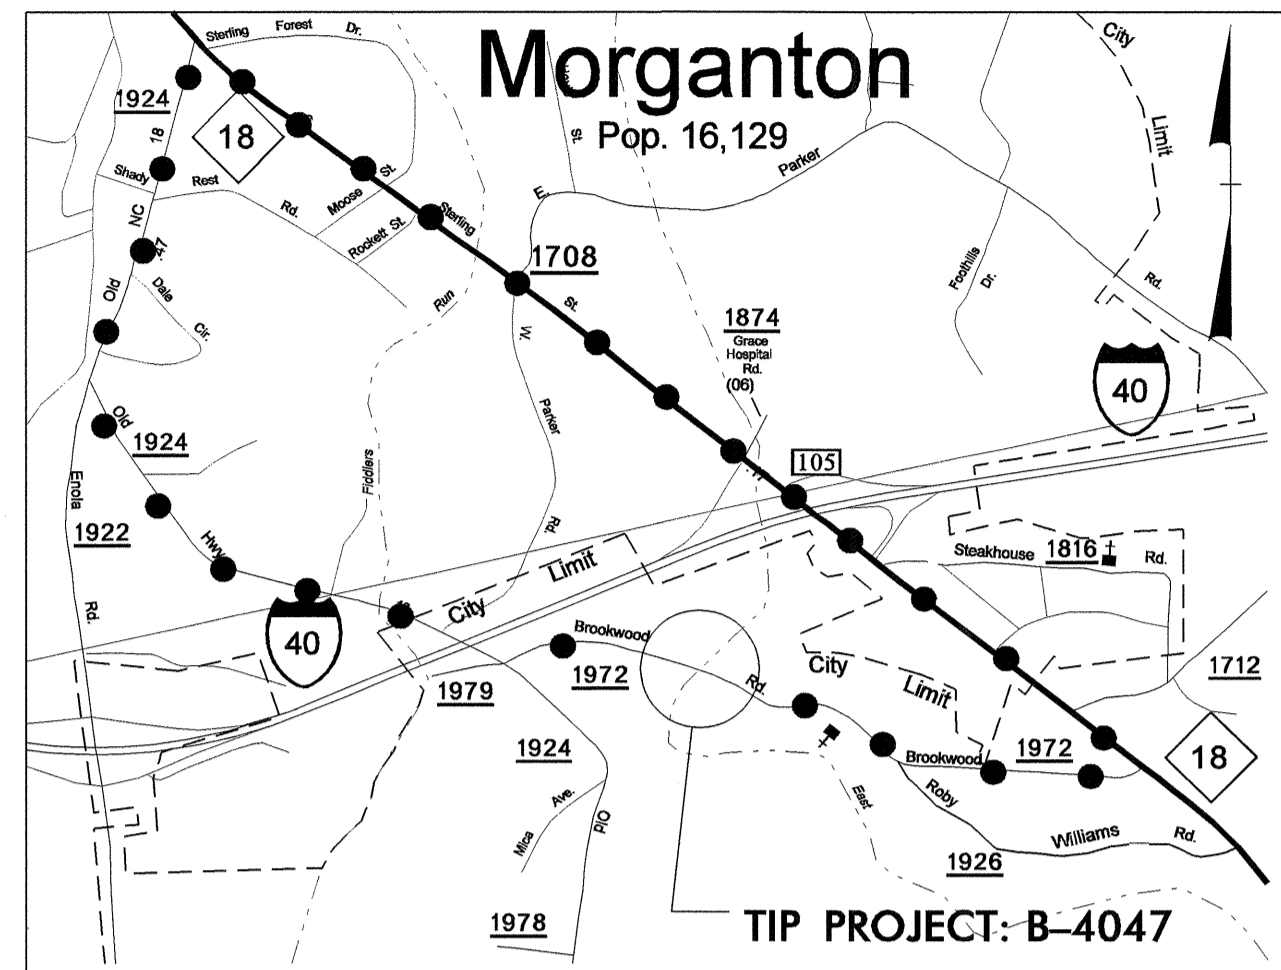 Morganton
Pop. 16,129
Sterling Forest Dr.
City Limit
1924
18
18
Shady Rest Rd.
Moose St.
Rockett St.
Sterling
St.
St.
E. Parker Rd.
NC
.47
Old
Dale Cir.
1708
Run
Fiddlers
W. Parker Rd.
1874
Grace
Hospital
Rd.
(06)
Foothills Dr.
40
Old
1924
Enola
Rd.
1922
Hwy
105
Steakhouse 1816 Rd.
City Limit
40
Brookwood
Rd.
1972
1979
City Limit
1712
1924
Brookwood
1972
18
Mica Ave.
Old
East
Roby Williams Rd.
1926
1978
TIP PROJECT: B–4047